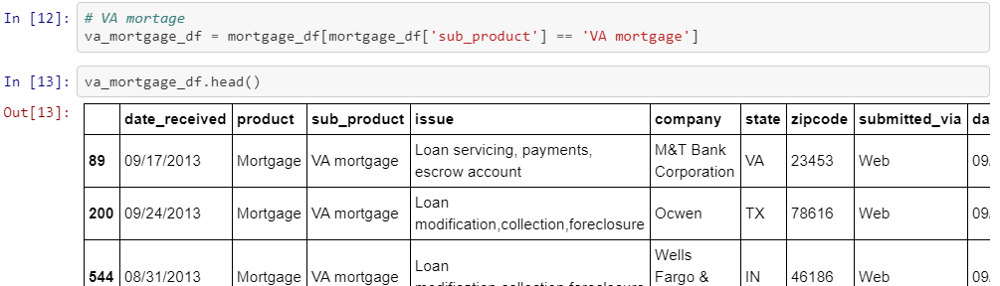 In [12]: # VA mortage
va_mortgage_df = mortgage_df[mortgage_df['sub_product'] == 'VA mortgage']
In [13]: va_mortgage_df.head()
Out[13]:
date_received product sub_product issue company state zipcode submitted_via da
89 09/17/2013 Mortgage VA mortgage Loan servicing, payments, escrow account M&T Bank Corporation VA 23453 Web 09/
200 09/24/2013 Mortgage VA mortgage Loan modification,collection,foreclosure Ocwen TX 78616 Web 09/
544 08/31/2013 Mortgage VA mortgage Loan modification,collection,foreclosure Wells Fargo & IN 46186 Web 09/